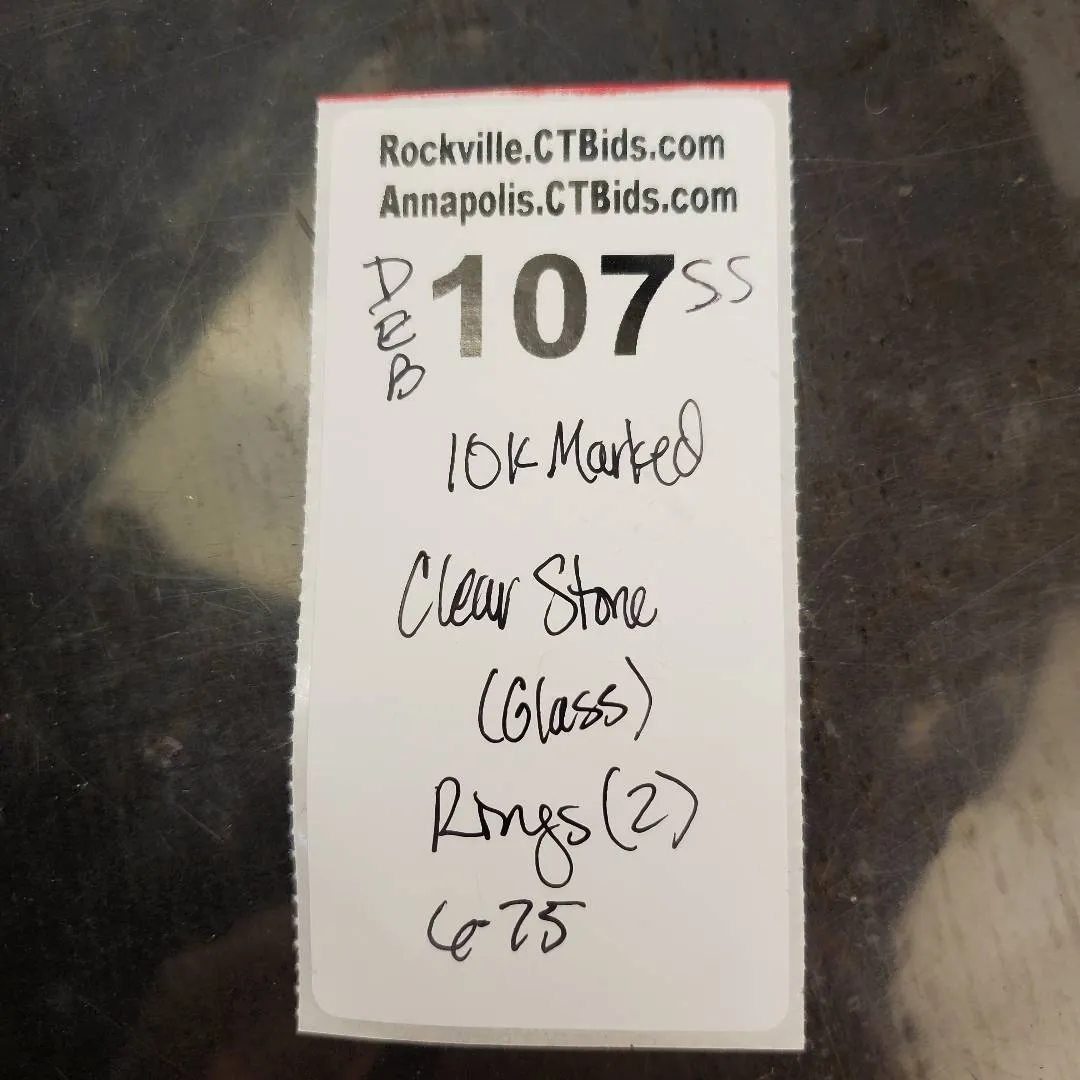 Rockville.CTBids.com
Annapolis.CTBids.com
DEB 107 SS
10K Marked
Clear Stone
(Glass)
Rings (2)
6-75